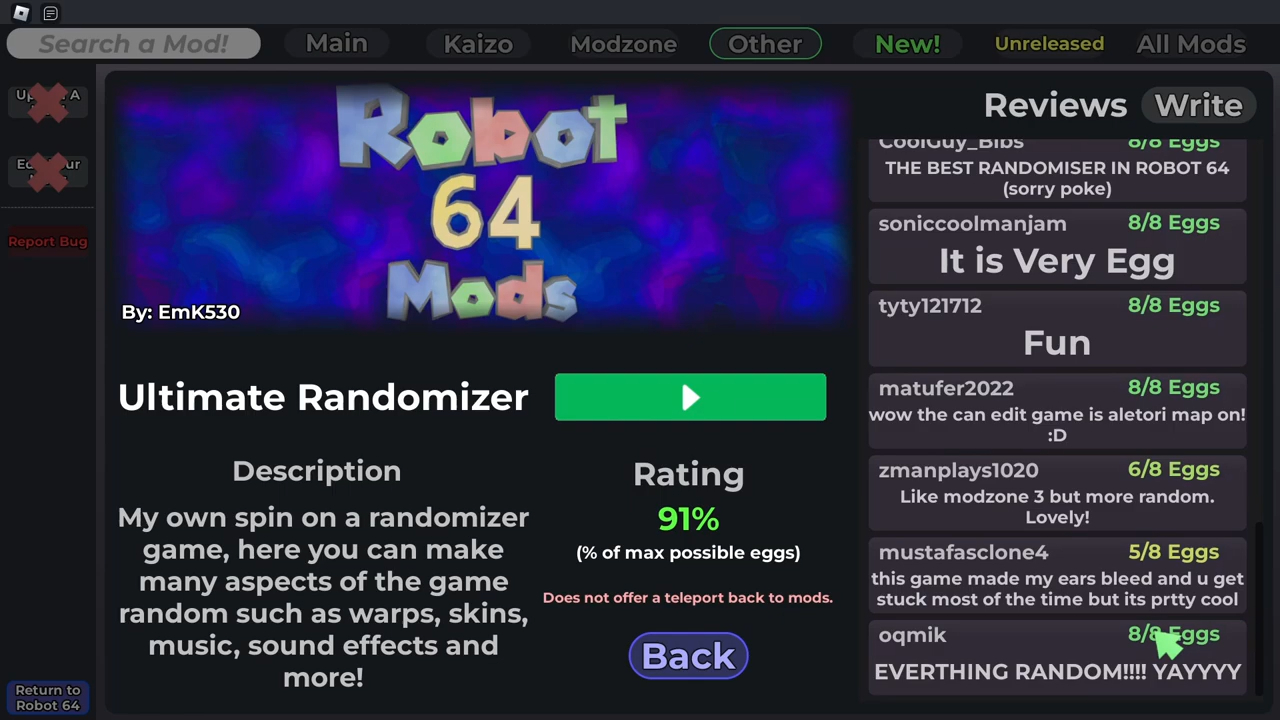 Search a Mod!
Main
Kaizo
Modzone
Other
New!
Unreleased
All Mods
Report Bug
Return to
Robot 64
Robot
64
Mods
By: EmK530
Ultimate Randomizer
Description
My own spin on a randomizer
game, here you can make
many aspects of the game
random such as warps, skins,
music, sound effects and
more!
Rating
91%
(% of max possible eggs)
Does not offer a teleport back to mods.
Back
Reviews
Write
CoolGuy_Bibs
8/8 Eggs
THE BEST RANDOMISER IN ROBOT 64
(sorry poke)
soniccoolmanjam
8/8 Eggs
It is Very Egg
tyty121712
8/8 Eggs
Fun
matufer2022
8/8 Eggs
wow the can edit game is aletori map on!
:D
zmanplays1020
6/8 Eggs
Like modzone 3 but more random.
Lovely!
mustafasclone4
5/8 Eggs
this game made my ears bleed and u get
stuck most of the time but its prtty cool
oqmik
8/8 Eggs
EVERTHING RANDOM!!!! YAYYYY